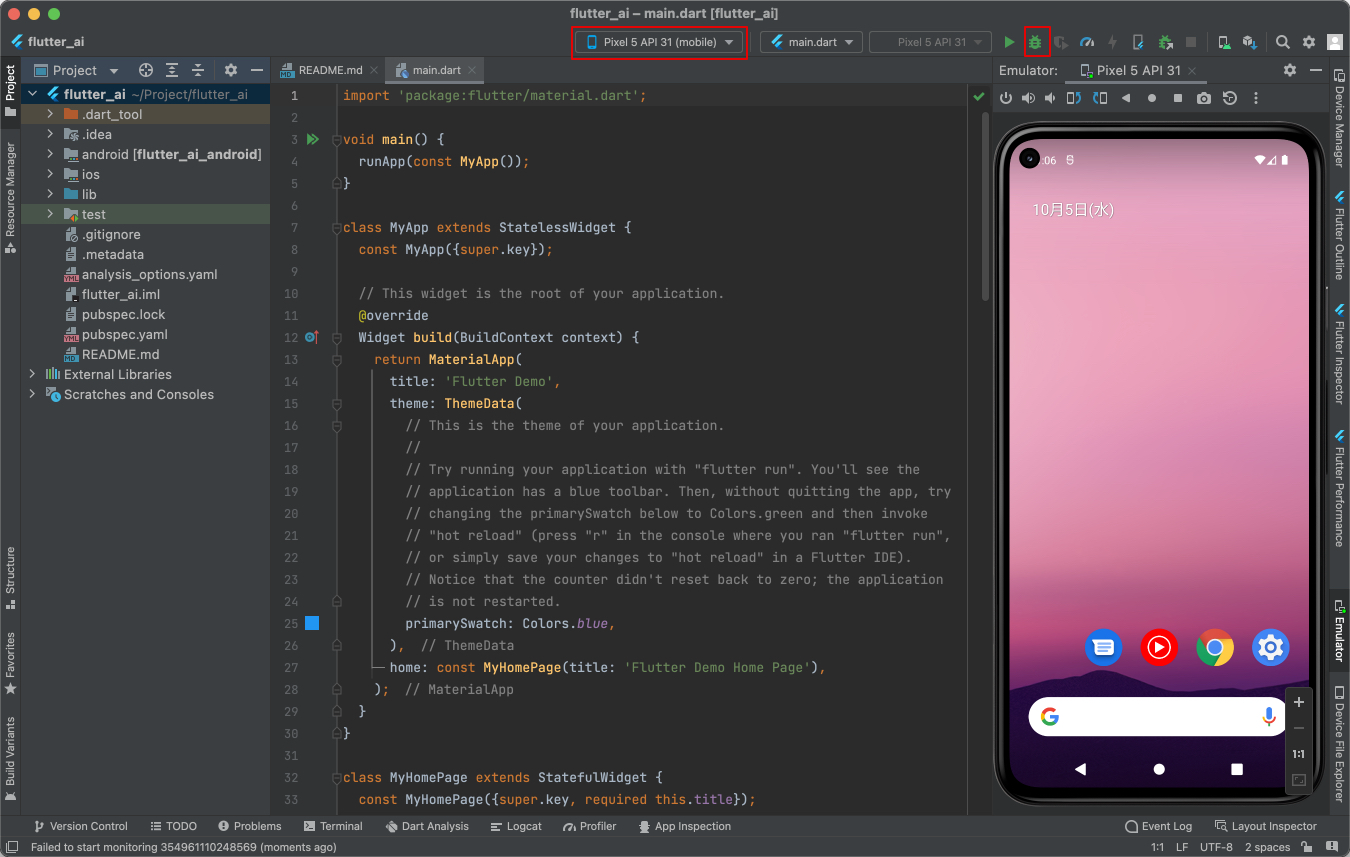 flutter_ai – main.dart [flutter_ai]
flutter_ai
Pixel 5 API 31 (mobile)
main.dart
Pixel 5 API 31
Project
README.md
main.dart
Emulator:
Pixel 5 API 31
flutter_ai ~/Project/flutter_ai
.dart_tool
.idea
android [flutter_ai_android]
ios
lib
test
.gitignore
.metadata
analysis_options.yaml
flutter_ai.iml
pubspec.lock
pubspec.yaml
README.md
External Libraries
Scratches and Consoles
Project
Resource Manager
Structure
Favorites
Build Variants
1 import 'package:flutter/material.dart';
2
3 void main() {
4 runApp(const MyApp());
5 }
6
7 class MyApp extends StatelessWidget {
8 const MyApp({super.key});
9
10 // This widget is the root of your application.
11 @override
12 Widget build(BuildContext context) {
13 return MaterialApp(
14 title: 'Flutter Demo',
15 theme: ThemeData(
16 // This is the theme of your application.
17 //
18 // Try running your application with "flutter run". You'll see the
19 // application has a blue toolbar. Then, without quitting the app, try
20 // changing the primarySwatch below to Colors.green and then invoke
21 // "hot reload" (press "r" in the console where you ran "flutter run",
22 // or simply save your changes to "hot reload" in a Flutter IDE).
23 // Notice that the counter didn't reset back to zero; the application
24 // is not restarted.
25 primarySwatch: Colors.blue,
26 ), // ThemeData
27 home: const MyHomePage(title: 'Flutter Demo Home Page'),
28 ); // MaterialApp
29 }
30 }
31
32 class MyHomePage extends StatefulWidget {
33 const MyHomePage({super.key, required this.title});
:06
10月5日(水)
1:1
Device Manager
Flutter Outline
Flutter Inspector
Flutter Performance
Emulator
Device File Explorer
Version Control
TODO
Problems
Terminal
Dart Analysis
Logcat
Profiler
App Inspection
Event Log
Layout Inspector
Failed to start monitoring 354961110248569 (moments ago)
1:1 LF UTF-8 2 spaces